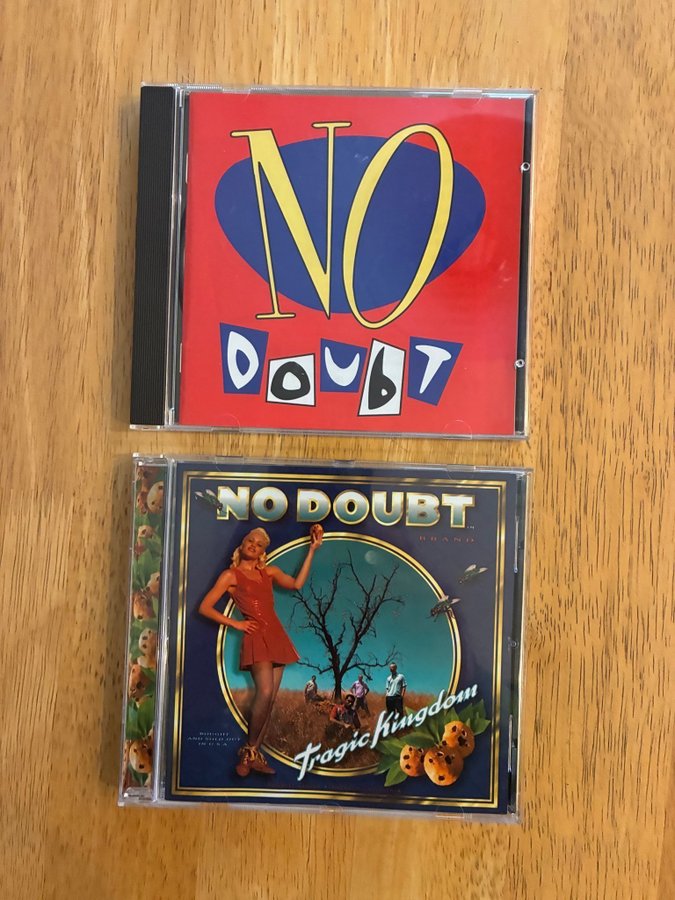 NO
DOUBT
NO DOUBT
BRAND
Tragic Kingdom
BOUGHT
AND SOLD OUT
IN U.S.A